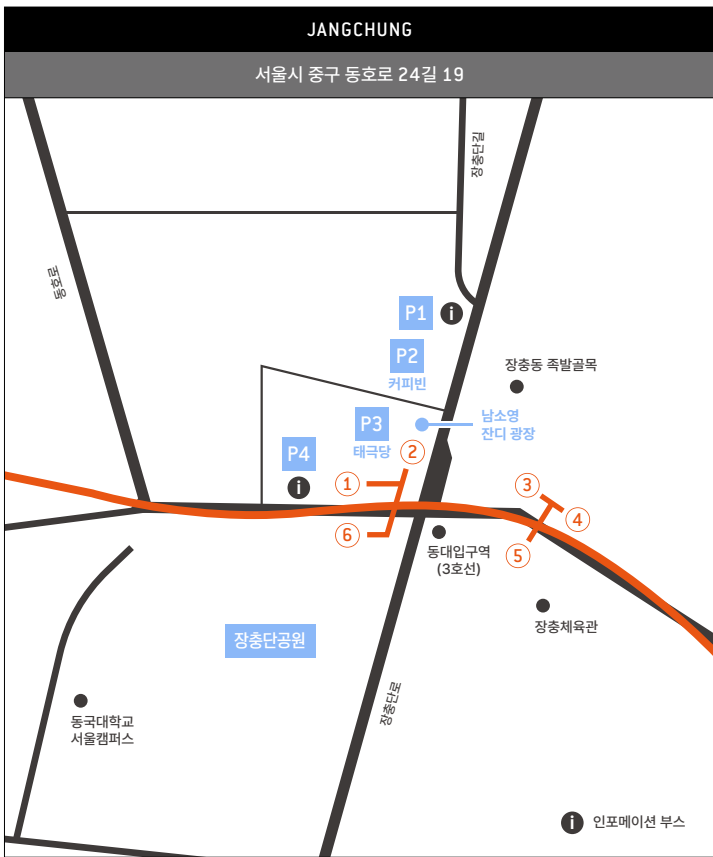 JANGCHUNG
서울시 중구 동호로 24길 19
장충단길
동호로
P1
i
P2
커피빈
장충동 족발골목
P3
태극당
남소영
잔디 광장
P4
i
①
②
③
④
⑤
⑥
동대입구역
(3호선)
장충체육관
장충단공원
장충단로
동국대학교
서울캠퍼스
i 인포메이션 부스